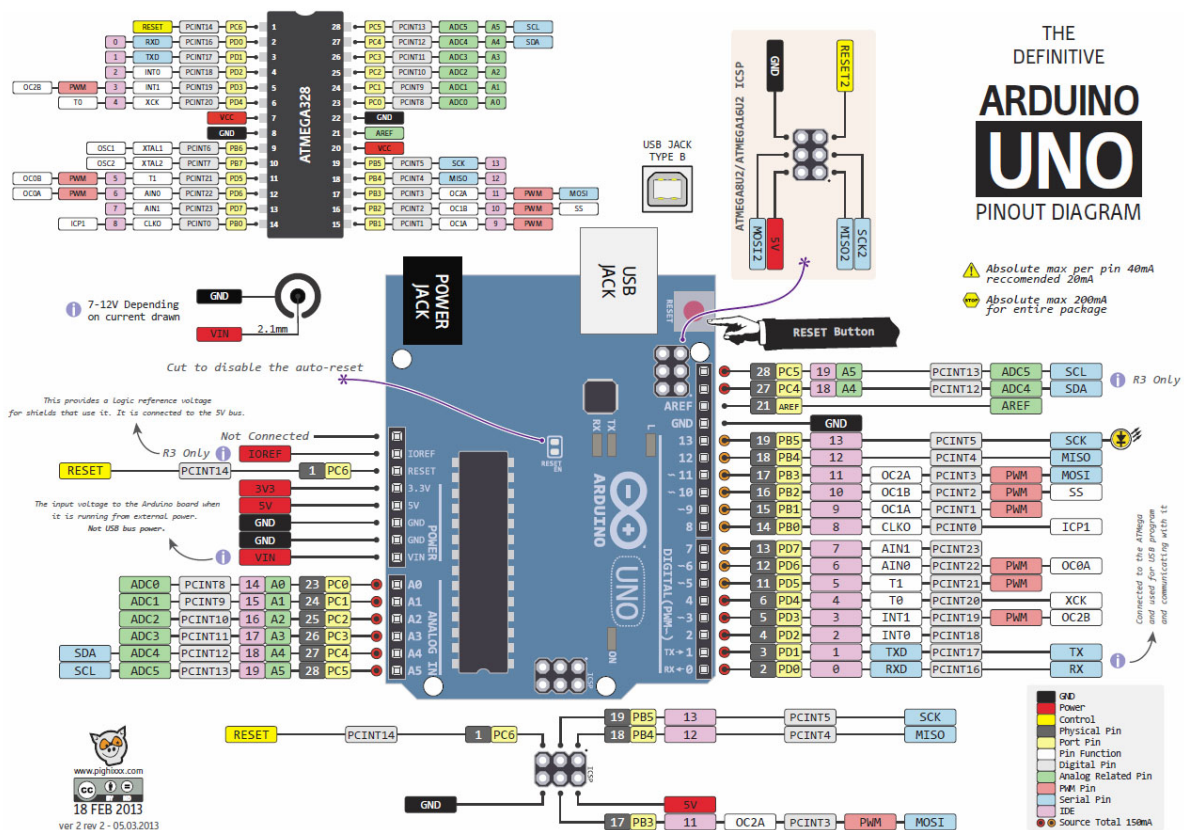 THE
DEFINITIVE
ARDUINO
UNO
PINOUT DIAGRAM
Absolute max per pin 40mA
reccomended 20mA
STOP Absolute max 200mA
for entire package
ATMEGA328
RESET PCINT14 PC6 1
0 RXD PCINT16 PD0 2
1 TXD PCINT17 PD1 3
2 INT0 PCINT18 PD2 4
OC2B PWM 3 INT1 PCINT19 PD3 5
T0 4 XCK PCINT20 PD4 6
VCC 7
GND 8
OSC1 XTAL1 PCINT6 PB6 9
OSC2 XTAL2 PCINT7 PB7 10
OC0B PWM 5 T1 PCINT21 PD5 11
OC0A PWM 6 AIN0 PCINT22 PD6 12
7 AIN1 PCINT23 PD7 13
ICP1 8 CLKO PCINT0 PB0 14
28 PC5 PCINT13 ADC5 A5 SCL
27 PC4 PCINT12 ADC4 A4 SDA
26 PC3 PCINT11 ADC3 A3
25 PC2 PCINT10 ADC2 A2
24 PC1 PCINT9 ADC1 A1
23 PC0 PCINT8 ADC0 A0
22 GND
21 AREF
20 VCC
19 PB5 PCINT5 SCK 13
18 PB4 PCINT4 MISO 12
17 PB3 PCINT3 OC2A 11 PWM MOSI
16 PB2 PCINT2 OC1B 10 PWM SS
15 PB1 PCINT1 OC1A 9 PWM
USB JACK
TYPE B
ATMEGA8U2/ATMEGA16U2 ICSP
GND
RESET2
MOSI2
5V
MISO2
SCK2
7-12V Depending
on current drawn
GND
VIN
2.1mm
POWER
JACK
USB
JACK
RESET
RESET Button
Cut to disable the auto-reset
This provides a logic reference voltage
for shields that use it. It is connected to the 5V bus.
Not Connected
R3 Only IOREF
RESET PCINT14 1 PC6
3V3
5V
GND
GND
VIN
The input voltage to the Arduino board when
it is running from external power.
Not USB bus power.
ADC0 PCINT8 14 A0 23 PC0
ADC1 PCINT9 15 A1 24 PC1
ADC2 PCINT10 16 A2 25 PC2
ADC3 PCINT11 17 A3 26 PC3
SDA ADC4 PCINT12 18 A4 27 PC4
SCL ADC5 PCINT13 19 A5 28 PC5
IOREF
RESET
3.3V
5V
GND
GND
VIN
POWER
A0
A1
A2
A3
A4
A5
ANALOG IN
RESET
EN
RX
TX
L
ARDUINO
UNO
ON
ICSP
DIGITAL(PWM~)
AREF
GND
13
12
~11
~10
~9
8
7
~6
~5
4
~3
2
TX→1
RX←0
28 PC5 19 A5 PCINT13 ADC5 SCL
27 PC4 18 A4 PCINT12 ADC4 SDA
R3 Only
21 AREF AREF
GND
19 PB5 13 PCINT5 SCK
18 PB4 12 PCINT4 MISO
17 PB3 11 OC2A PCINT3 PWM MOSI
16 PB2 10 OC1B PCINT2 PWM SS
15 PB1 9 OC1A PCINT1 PWM
14 PB0 8 CLKO PCINT0 ICP1
13 PD7 7 AIN1 PCINT23
12 PD6 6 AIN0 PCINT22 PWM OC0A
11 PD5 5 T1 PCINT21 PWM
6 PD4 4 T0 PCINT20 XCK
5 PD3 3 INT1 PCINT19 PWM OC2B
4 PD2 2 INT0 PCINT18
3 PD1 1 TXD PCINT17 TX
2 PD0 0 RXD PCINT16 RX
Connected to the ATMega
and used for USB program
and communicating with it
19 PB5 13 PCINT5 SCK
18 PB4 12 PCINT4 MISO
RESET PCINT14 1 PC6
ICSP
GND
5V
17 PB3 11 OC2A PCINT3 PWM MOSI
GND
Power
Control
Physical Pin
Port Pin
Pin Function
Digital Pin
Analog Related Pin
PWM Pin
Serial Pin
IDE
Source Total 150mA
www.pighixxx.com
cc
BY ND
18 FEB 2013
ver 2 rev 2 - 05.03.2013